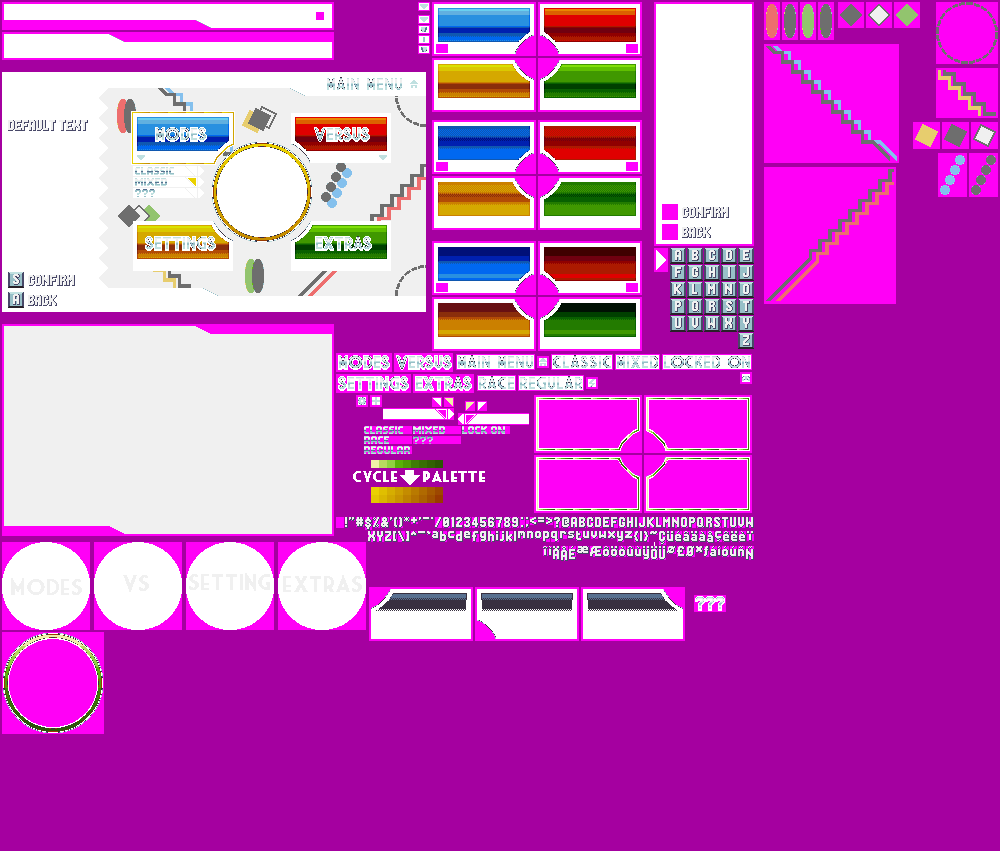 MAIN MENU
DEFAULT TEXT
MODES
VERSUS
CLASSIC
MIXED
???
SETTINGS
EXTRAS
S CONFIRM
A BACK
CONFIRM
BACK
A B C D E
F G H I J
K L M N O
P Q R S T
U V W X Y
Z
MODES VERSUS MAIN MENU CLASSIC MIXED LOCKED ON
SETTINGS EXTRAS RACE REGULAR
CLASSIC MIXED LOCK ON
RACE ???
REGULAR
CYCLE PALETTE
!"#$%&'()*+,-./0123456789:;<=>?@ABCDEFGHIJKLMNOPQRSTUVW
XYZ[\]^_`abcdefghijklmnopqrstuvwxyz{|}~Çüéâäàåçêëèï
MODES VS SETTING EXTRAS
???